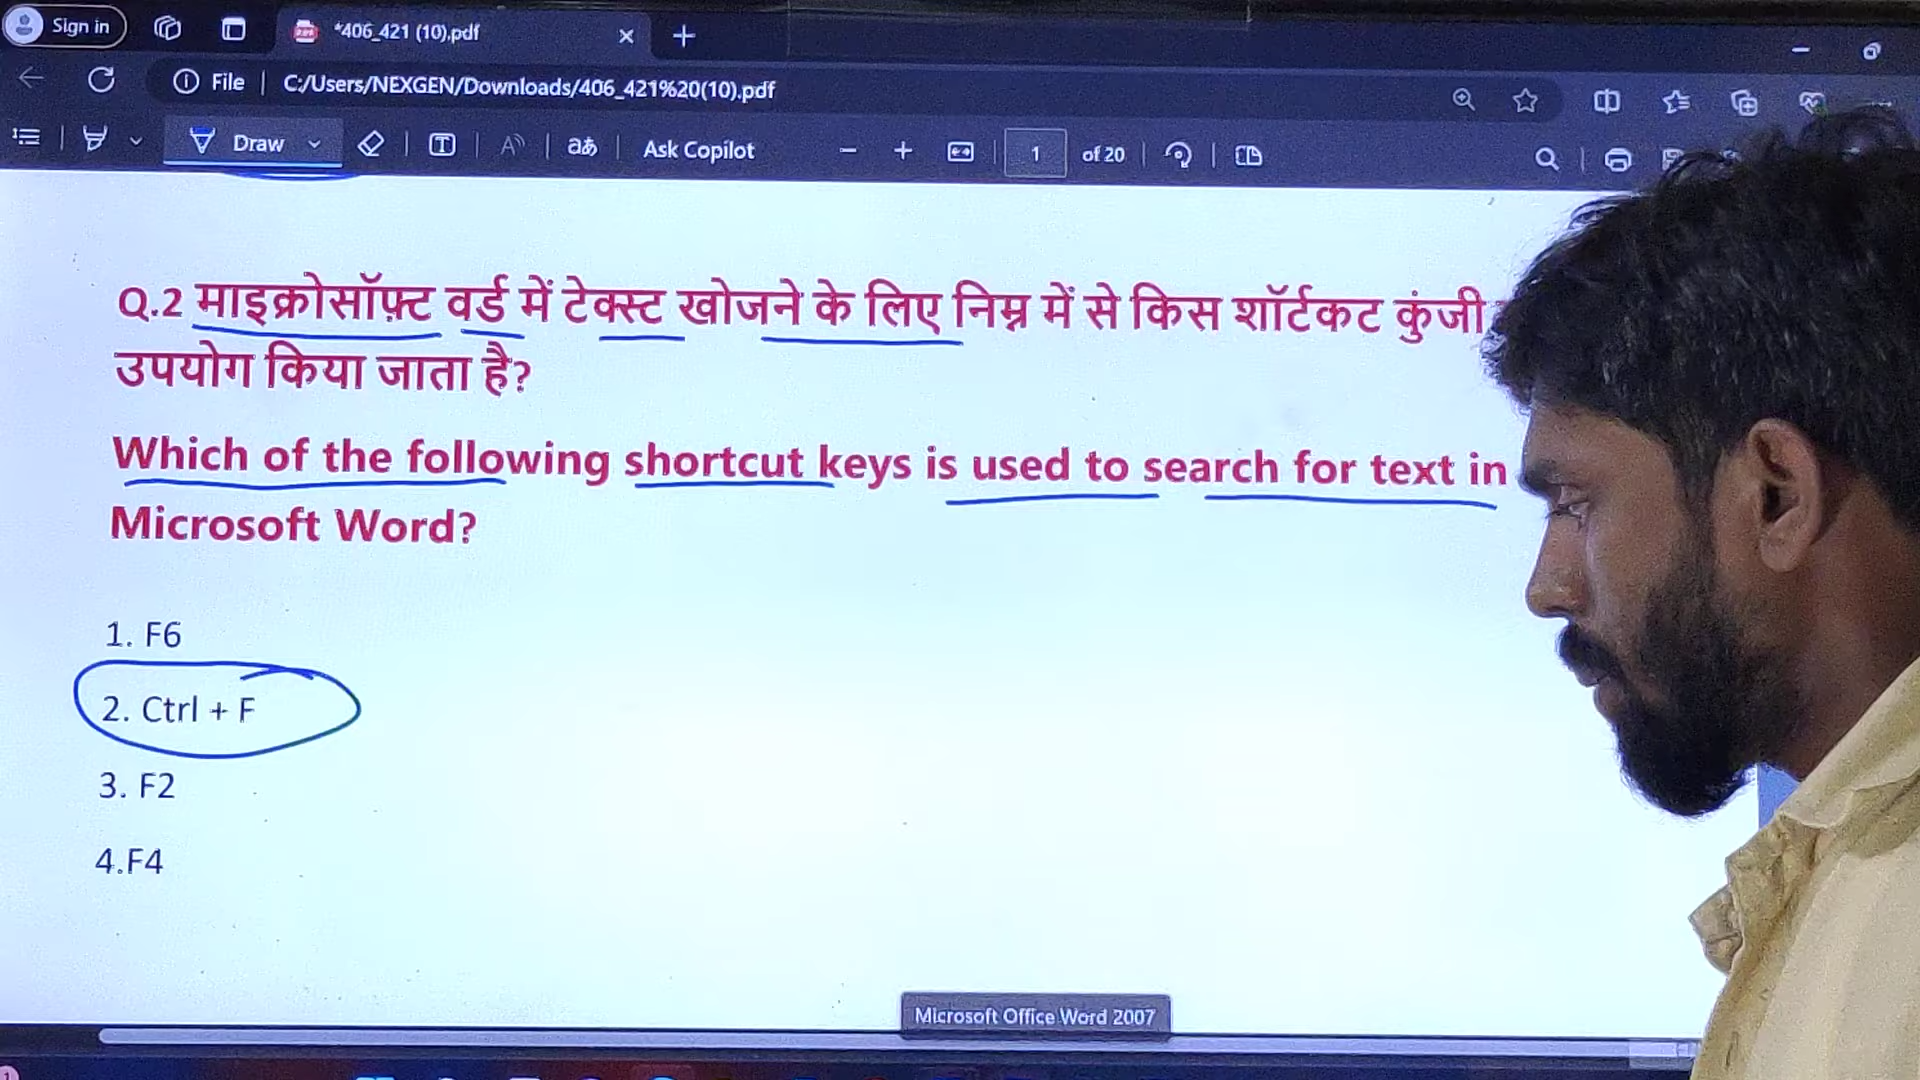 Sign in
*406_421 (10).pdf
File
C:/Users/NEXGEN/Downloads/406_421%20(10).pdf
Draw
Ask Copilot
1 of 20
Q.2 माइक्रोसॉफ़्ट वर्ड में टेक्स्ट खोजने के लिए निम्न में से किस शॉर्टकट कुंजी
उपयोग किया जाता है?
Which of the following shortcut keys is used to search for text in
Microsoft Word?
1. F6
2. Ctrl + F
3. F2
4.F4
Microsoft Office Word 2007